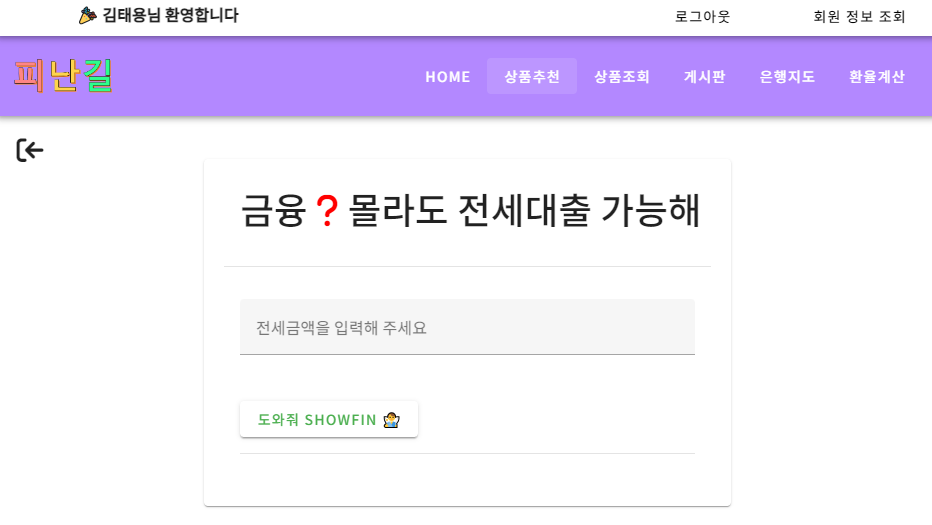 🎉 김태용님 환영합니다 로그아웃 회원 정보 조회
피난길 HOME 상품추천 상품조회 게시판 은행지도 환율계산
금융❓몰라도 전세대출 가능해
전세금액을 입력해 주세요
도와줘 SHOWFIN